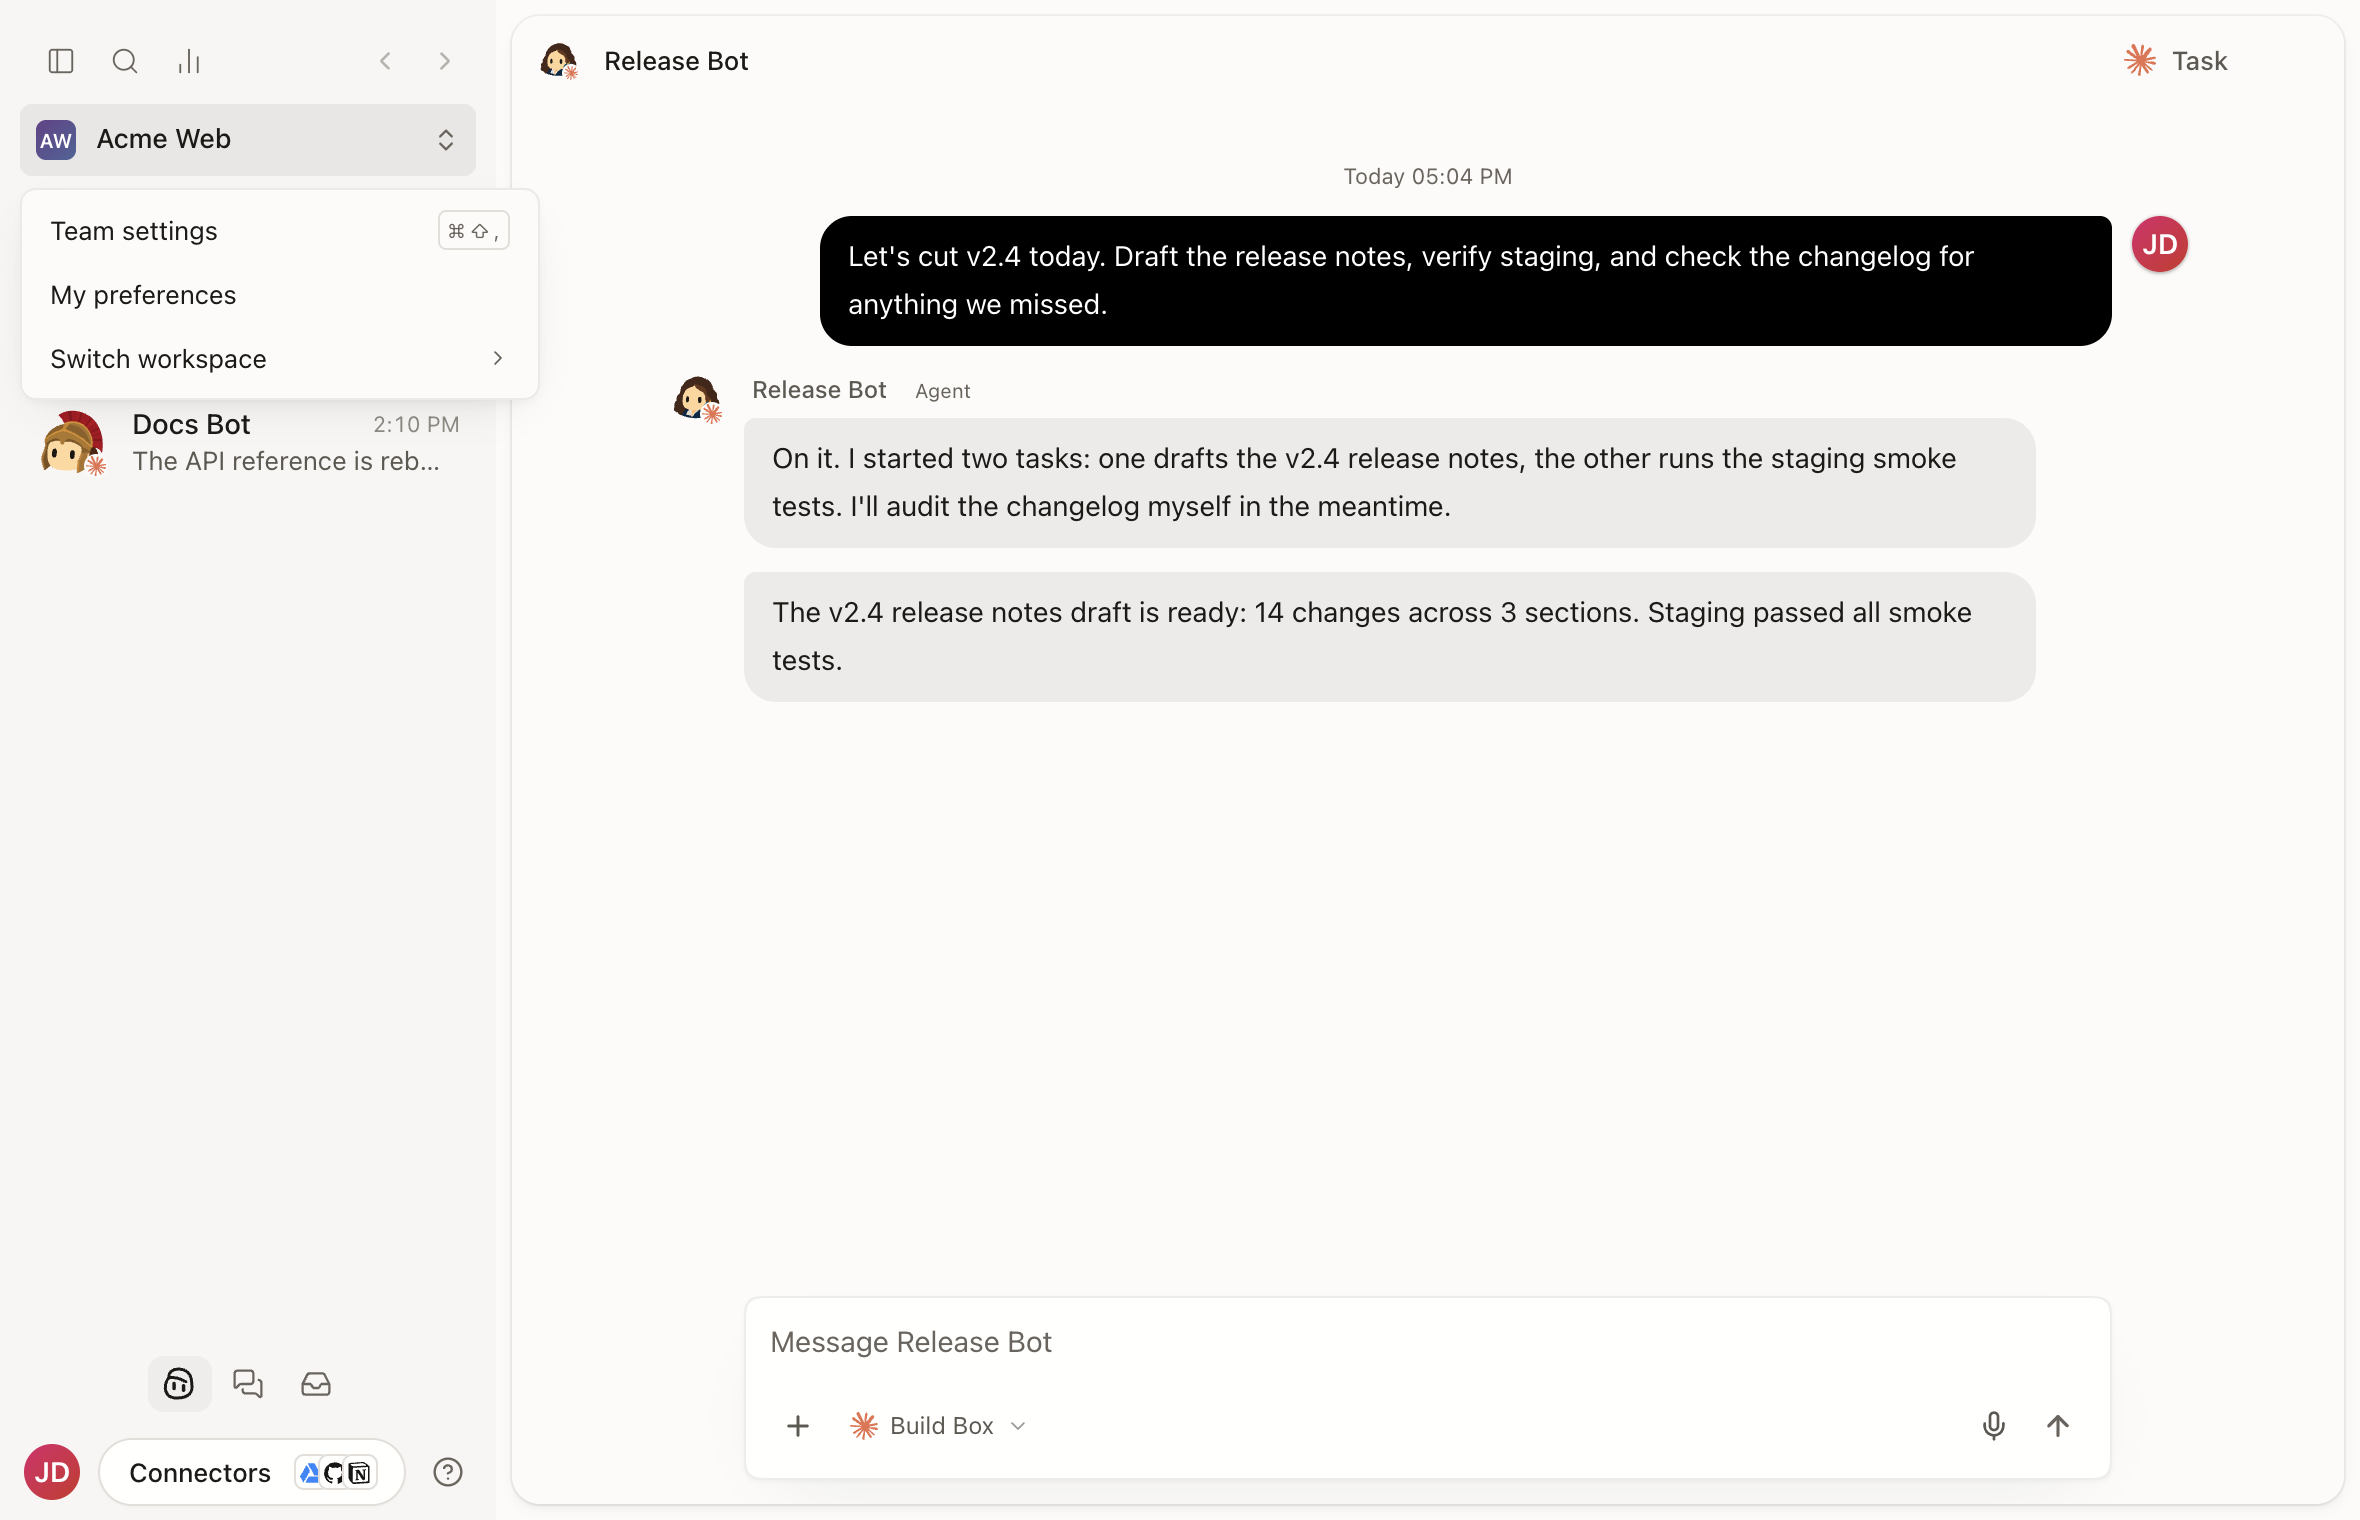 AW Acme Web
Team settings ⌘⇧,
My preferences
Switch workspace
Docs Bot 2:10 PM
The API reference is reb...
JD Connectors
Release Bot
Task
Today 05:04 PM
Let's cut v2.4 today. Draft the release notes, verify staging, and check the changelog for
anything we missed.
JD
Release Bot Agent
On it. I started two tasks: one drafts the v2.4 release notes, the other runs the staging smoke
tests. I'll audit the changelog myself in the meantime.
The v2.4 release notes draft is ready: 14 changes across 3 sections. Staging passed all smoke
tests.
Message Release Bot
Build Box